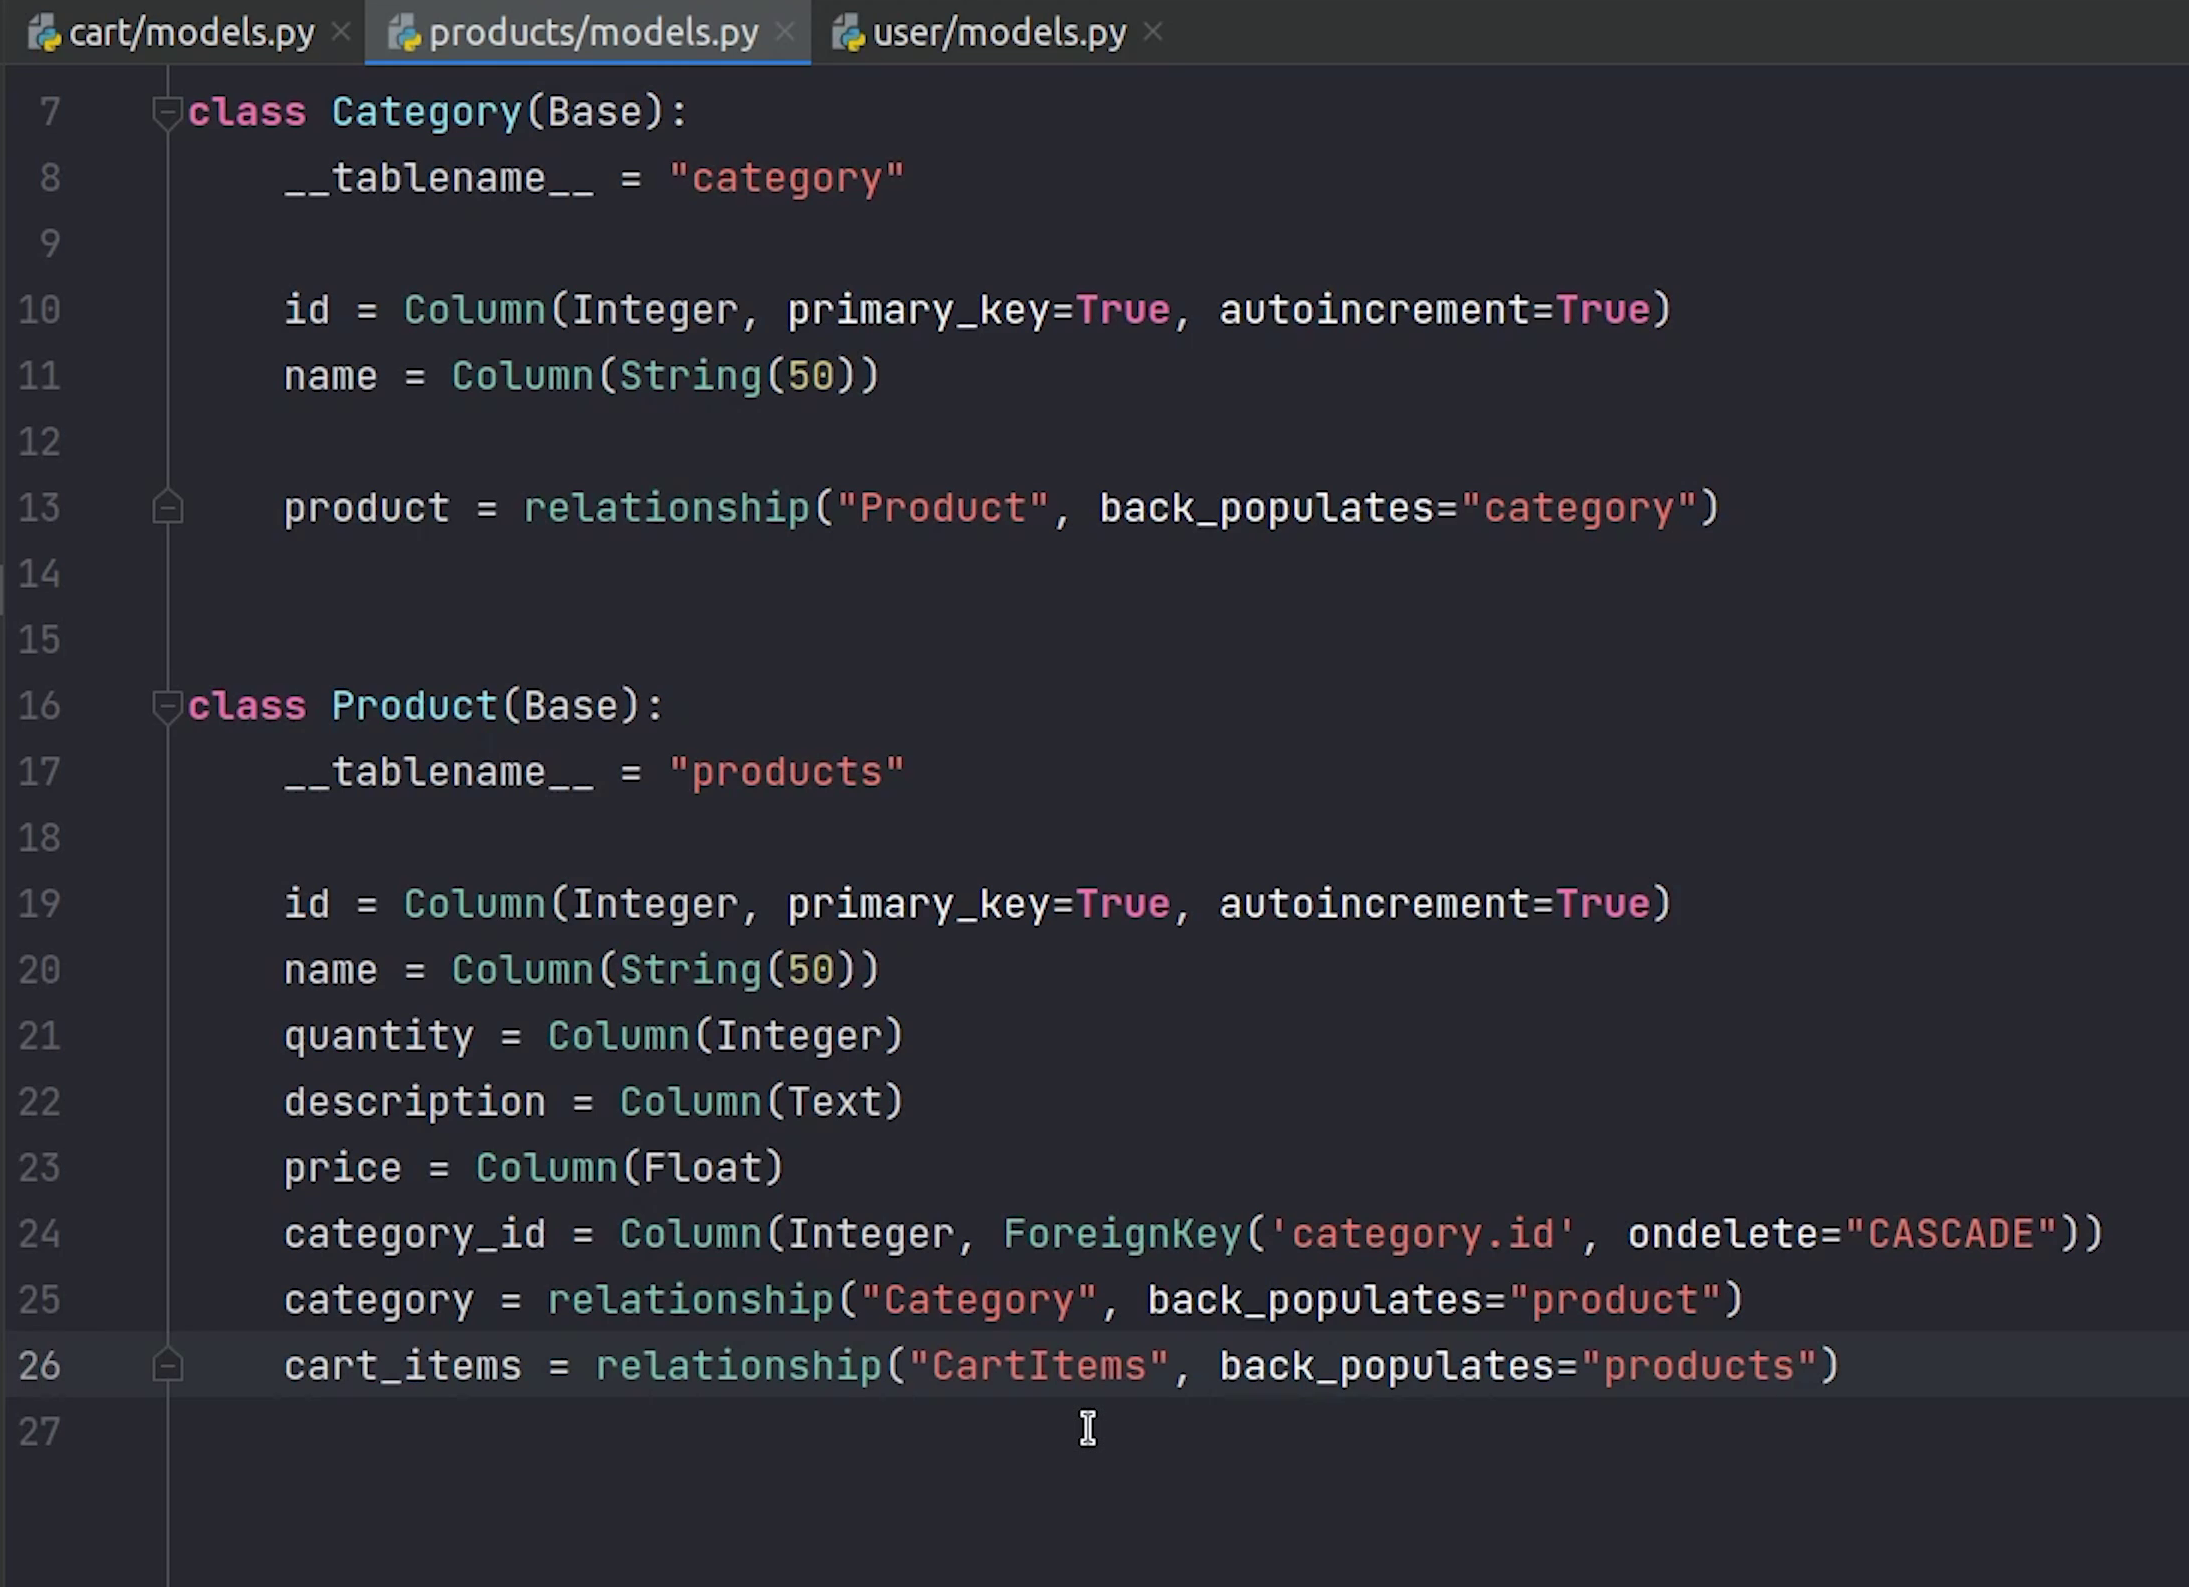 cart/models.py products/models.py user/models.py
7 class Category(Base):
8 __tablename__ = "category"
9
10 id = Column(Integer, primary_key=True, autoincrement=True)
11 name = Column(String(50))
12
13 product = relationship("Product", back_populates="category")
14
15
16 class Product(Base):
17 __tablename__ = "products"
18
19 id = Column(Integer, primary_key=True, autoincrement=True)
20 name = Column(String(50))
21 quantity = Column(Integer)
22 description = Column(Text)
23 price = Column(Float)
24 category_id = Column(Integer, ForeignKey('category.id', ondelete="CASCADE"))
25 category = relationship("Category", back_populates="product")
26 cart_items = relationship("CartItems", back_populates="products")
27